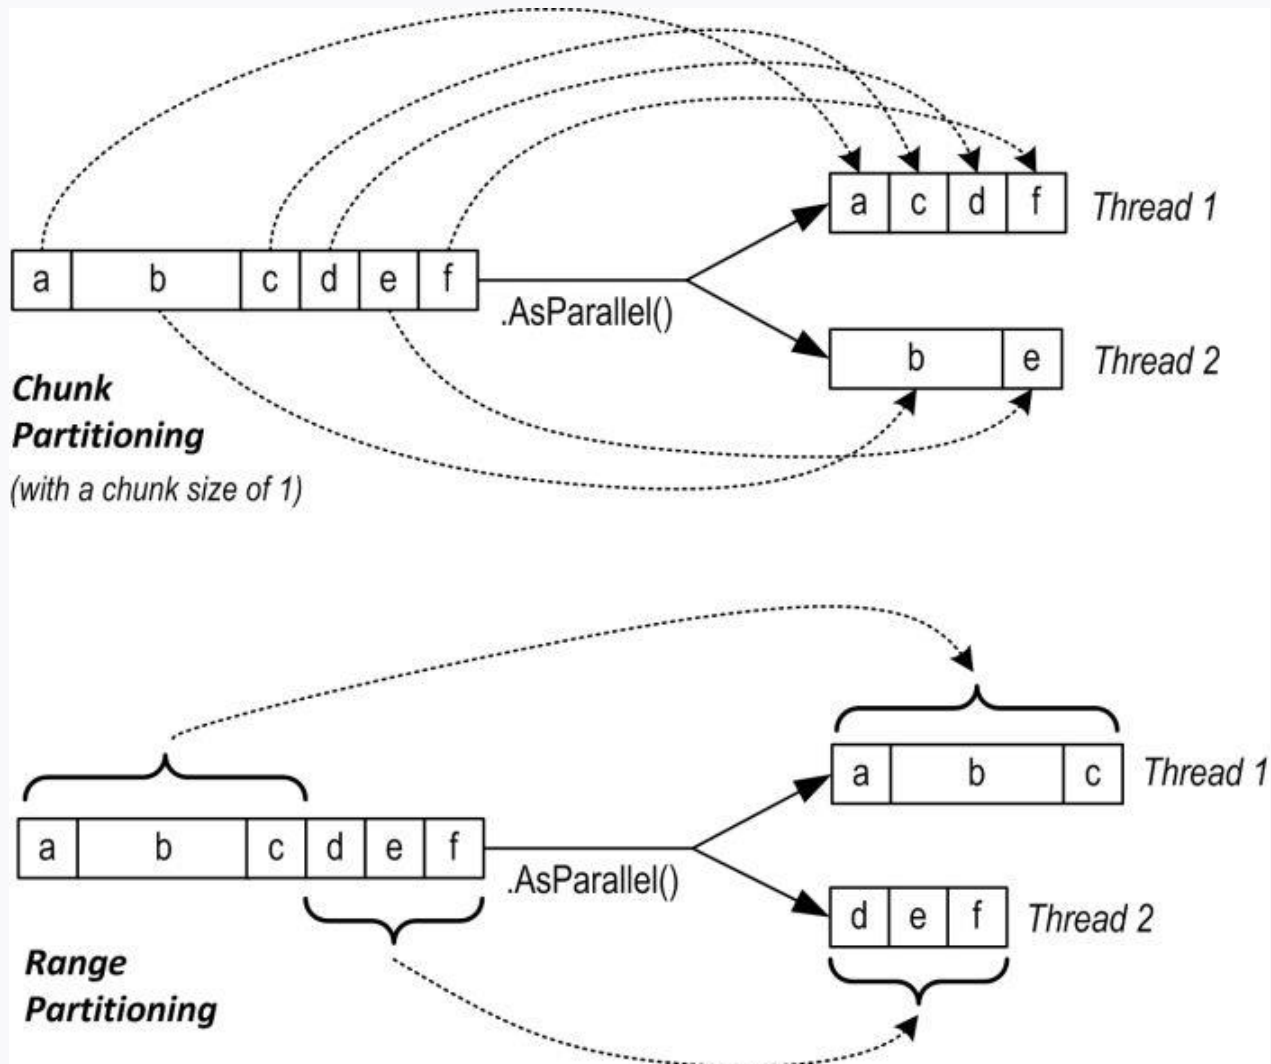 a c d f Thread 1
a b c d e f
.AsParallel()
b e Thread 2
Chunk
Partitioning
(with a chunk size of 1)
a b c Thread 1
a b c d e f
.AsParallel()
d e f Thread 2
Range
Partitioning